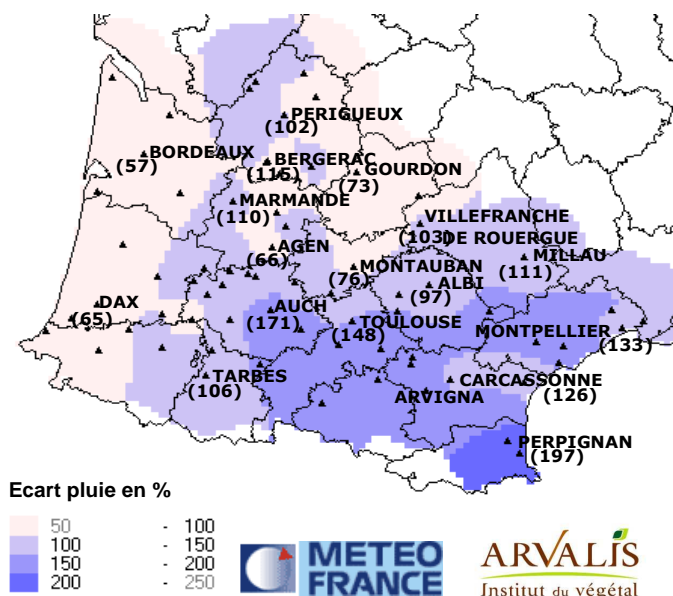 PERIGUEUX
(102)
BORDEAUX
(57)
BERGERAC
(115)
GOURDON
(73)
MARMANDE
(110)
VILLEFRANCHE
(103)
DE ROUERGUE
AGEN
(66)
MILLAU
(111)
MONTAUBAN
(76)
ALBI
(97)
DAX
(65)
AUCH
(171)
TOULOUSE
(148)
MONTPELLIER
(133)
TARBES
(106)
CARCASSONNE
(126)
ARVIGNA
PERPIGNAN
(197)
Ecart pluie en %
50 - 100
100 - 150
150 - 200
200 - 250
METEO
FRANCE
ARVALIS
Institut du végétal